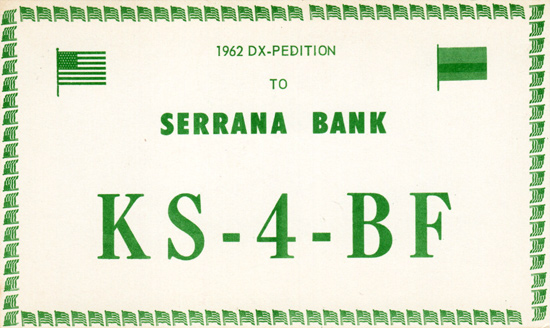 1962 DX-PEDITION
TO
SERRANA BANK
KS-4-BF